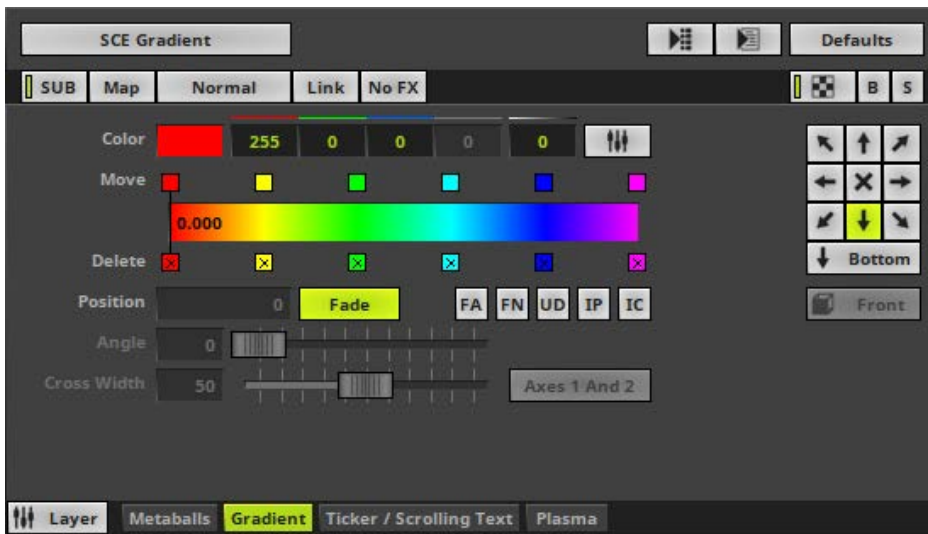 SCE Gradient Defaults
SUB Map Normal Link No FX B S
Color 255 0 0 0 0
Move
0.000
Delete
Bottom
Position 0 Fade FA FN UD IP IC
Front
Angle 0
Cross Width 50 Axes 1 And 2
Layer Metaballs Gradient Ticker / Scrolling Text Plasma